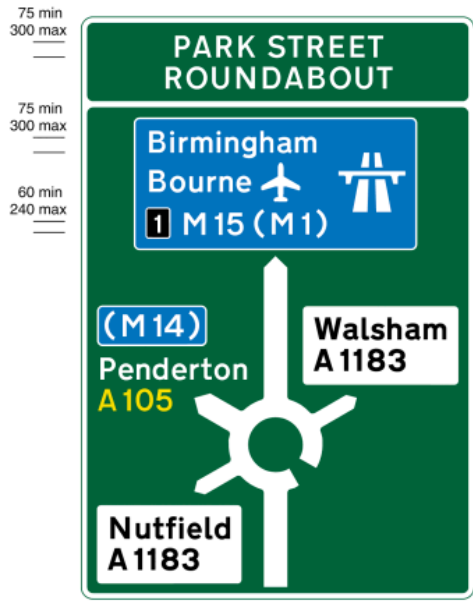 75 min
300 max
PARK STREET
ROUNDABOUT
75 min
300 max
60 min
240 max
Birmingham
Bourne
1 M 15 (M 1)
(M 14)
Penderton
A 105
Walsham
A 1183
Nutfield
A 1183